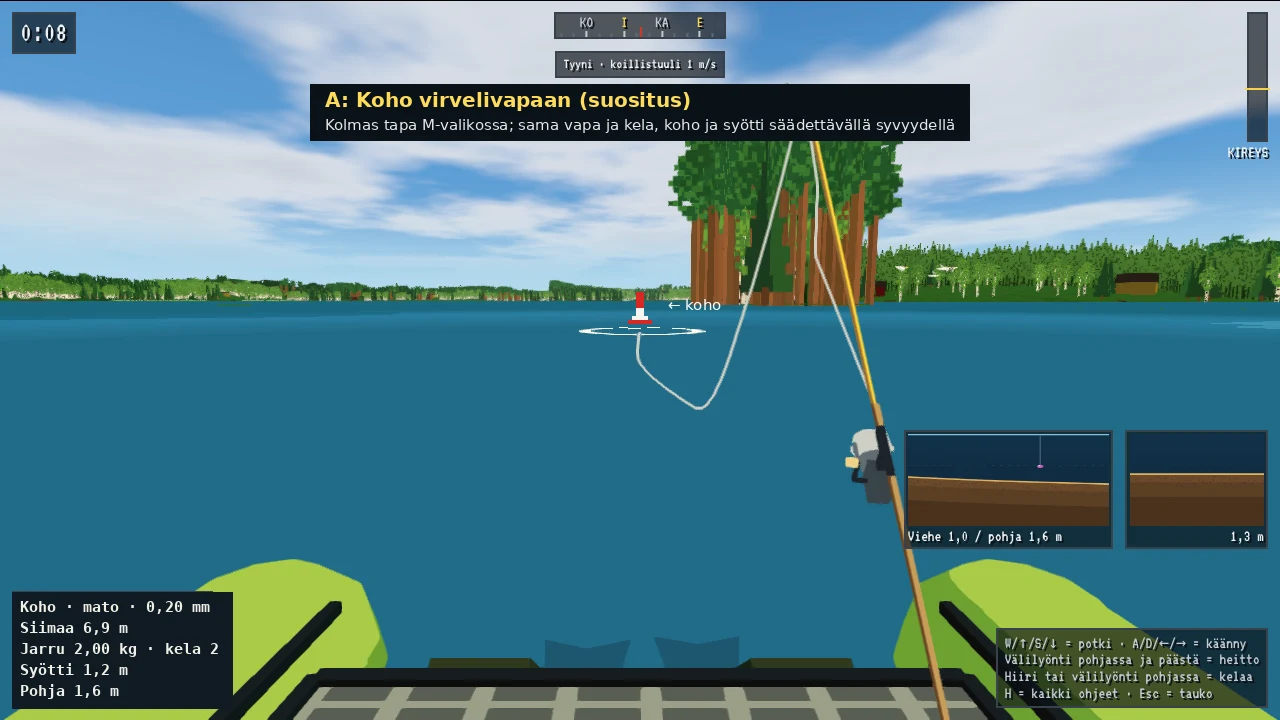 0:08
KO I KA E
Tyyni · koillistuuli 1 m/s
A: Koho virvelivapaan (suositus)
Kolmas tapa M-valikossa; sama vapa ja kela, koho ja syötti säädettävällä syvyydellä
KIREYS
← koho
Viehe 1,0 / pohja 1,6 m
1,3 m
Koho · mato · 0,20 mm
Siimaa 6,9 m
Jarru 2,00 kg · kela 2
Syötti 1,2 m
Pohja 1,6 m
W/↑/S/↓ = potki · A/D/←/→ = käänny
Välilyönti pohjassa ja päästä = heitto
Hiiri tai välilyönti pohjassa = kelaa
H = kaikki ohjeet · Esc = tauko